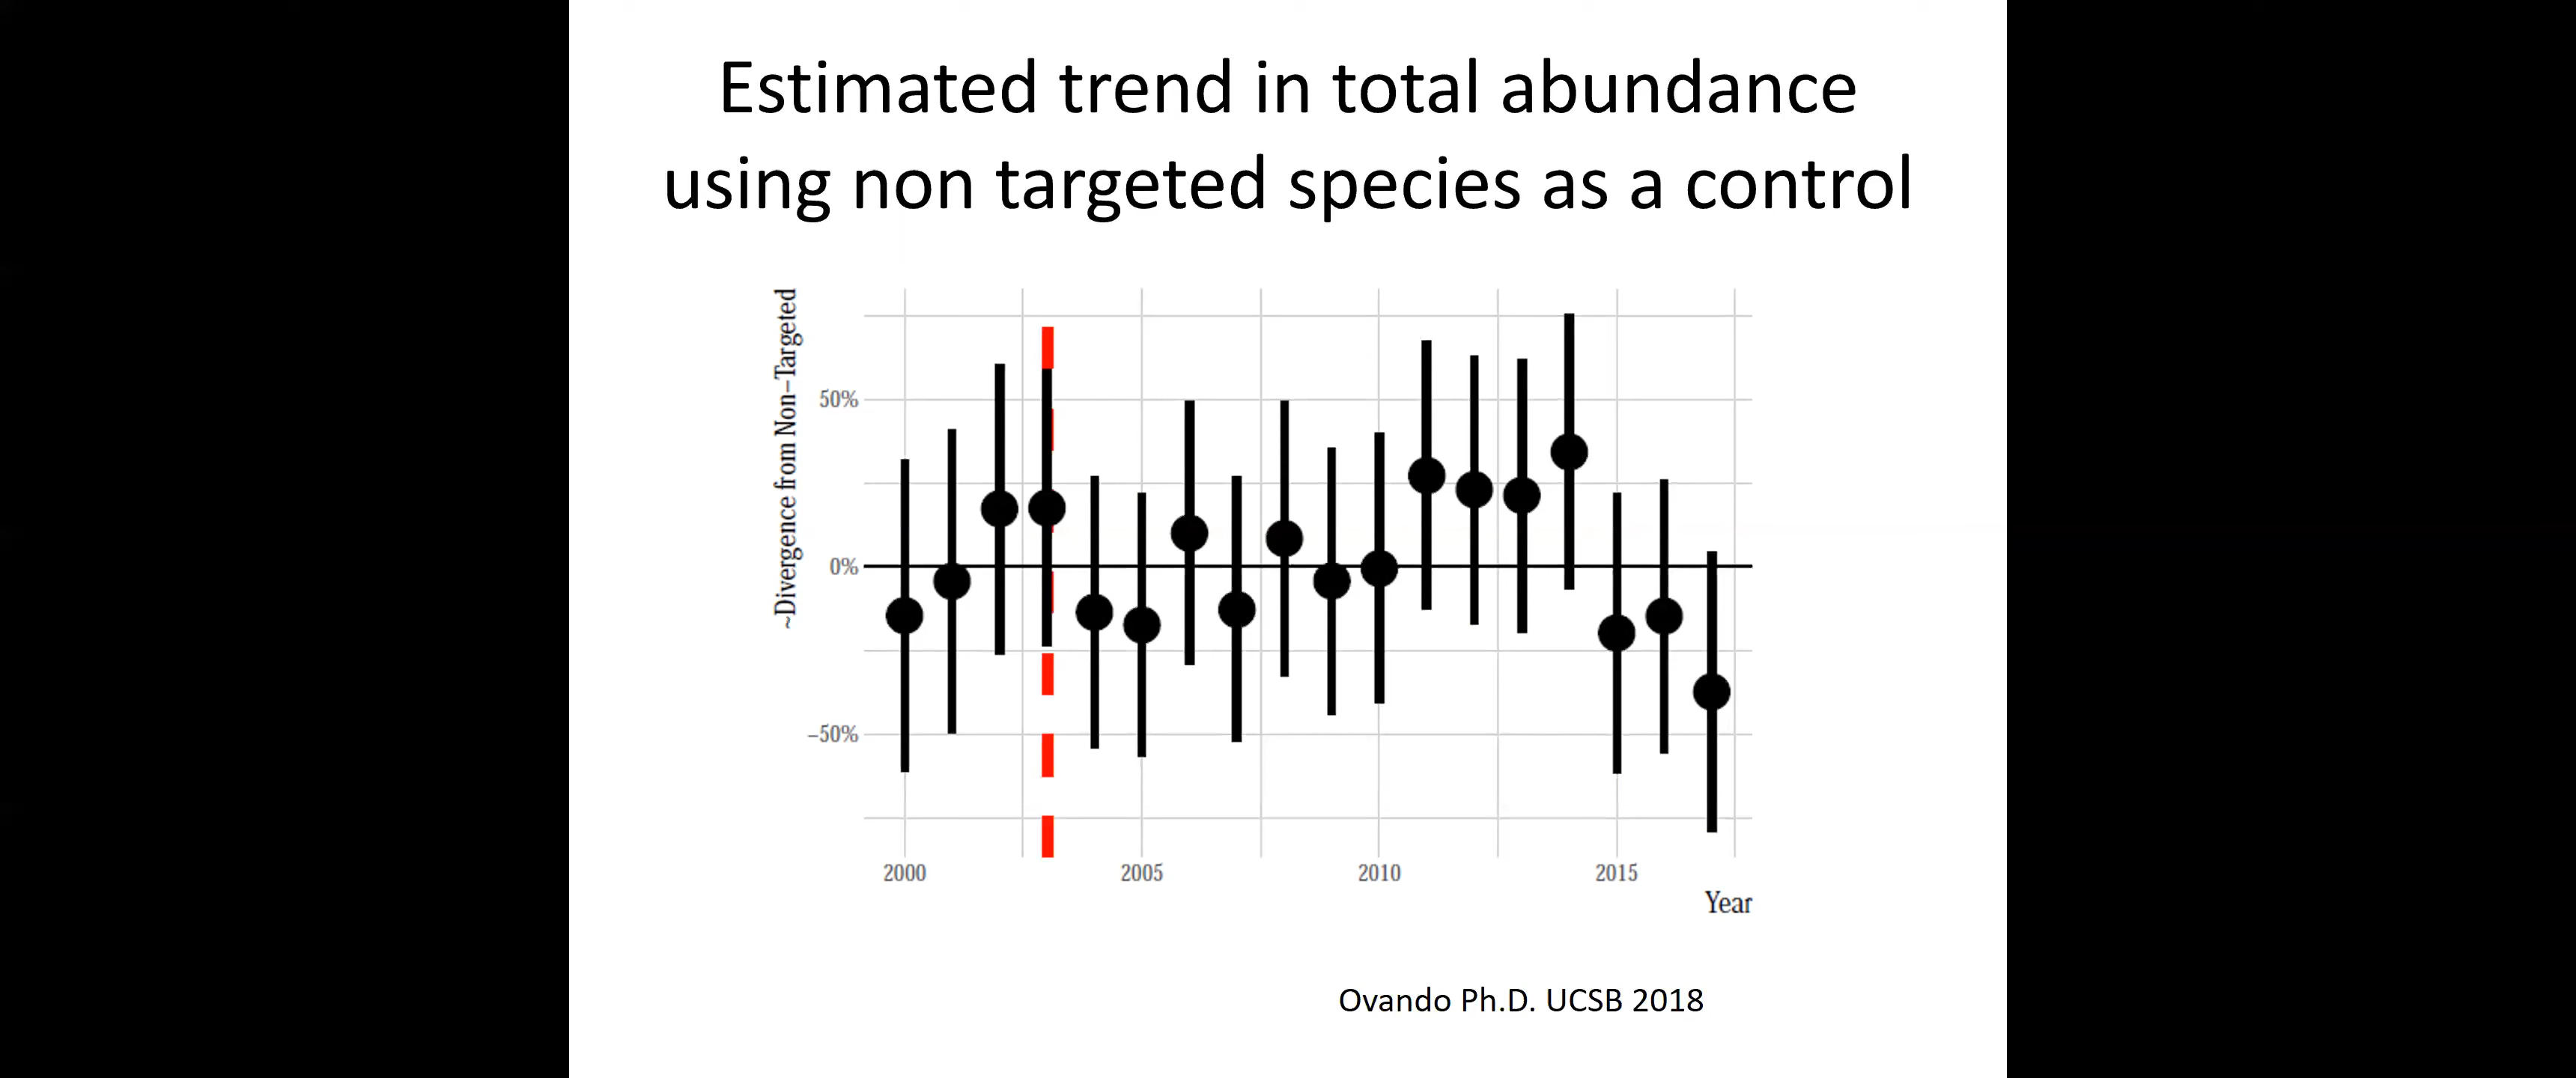 Estimated trend in total abundance
using non targeted species as a control
~Divergence from Non-Targeted
50%
0%
-50%
2000 2005 2010 2015
Year
Ovando Ph.D. UCSB 2018